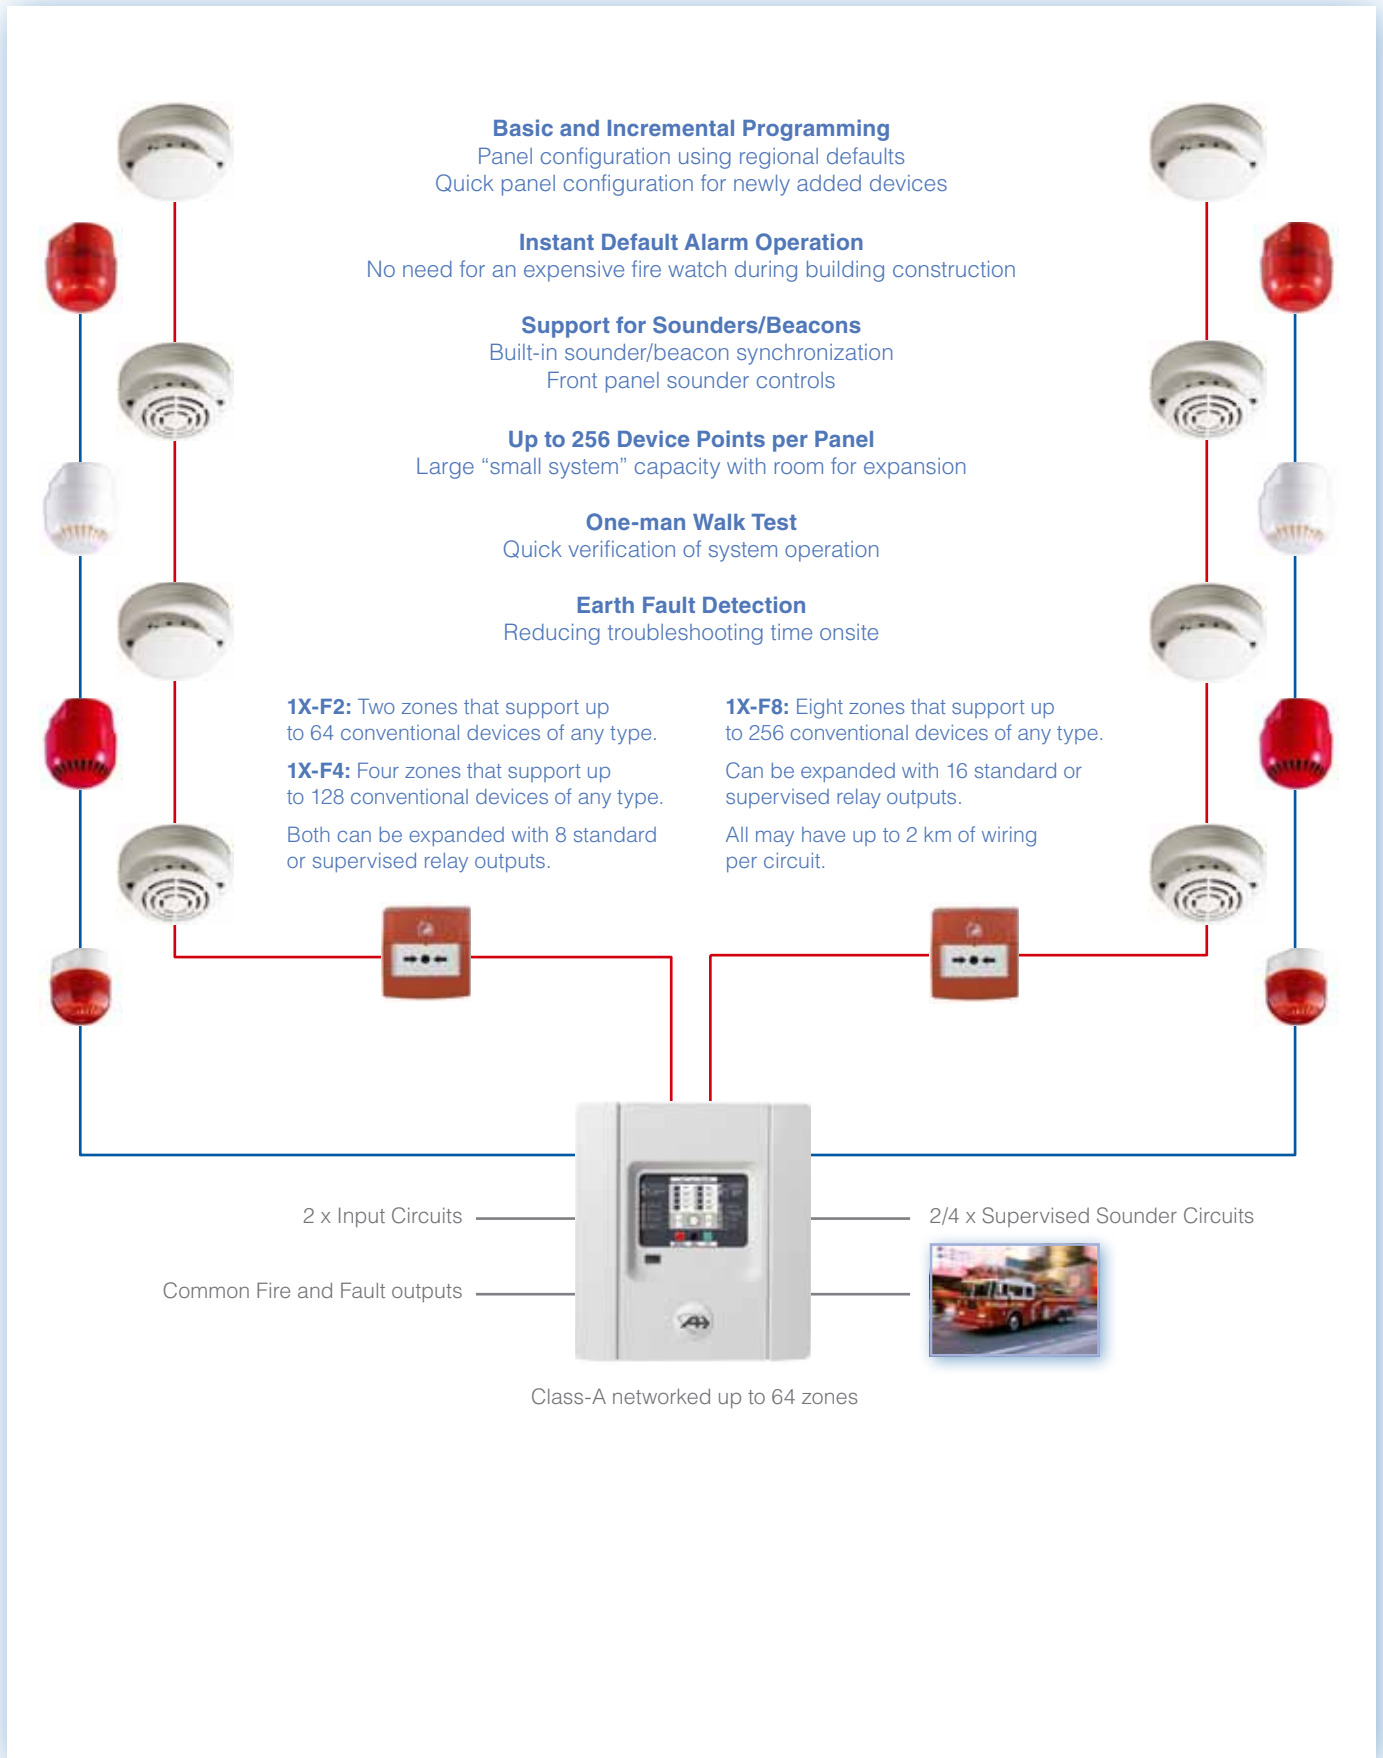 Basic and Incremental Programming
Panel configuration using regional defaults
Quick panel configuration for newly added devices
Instant Default Alarm Operation
No need for an expensive fire watch during building construction
Support for Sounders/Beacons
Built-in sounder/beacon synchronization
Front panel sounder controls
Up to 256 Device Points per Panel
Large “small system” capacity with room for expansion
One-man Walk Test
Quick verification of system operation
Earth Fault Detection
Reducing troubleshooting time onsite
1X-F2: Two zones that support up
to 64 conventional devices of any type.
1X-F4: Four zones that support up
to 128 conventional devices of any type.
Both can be expanded with 8 standard
or supervised relay outputs.
1X-F8: Eight zones that support up
to 256 conventional devices of any type.
Can be expanded with 16 standard or
supervised relay outputs.
All may have up to 2 km of wiring
per circuit.
2 x Input Circuits
2/4 x Supervised Sounder Circuits
Common Fire and Fault outputs
Class-A networked up to 64 zones